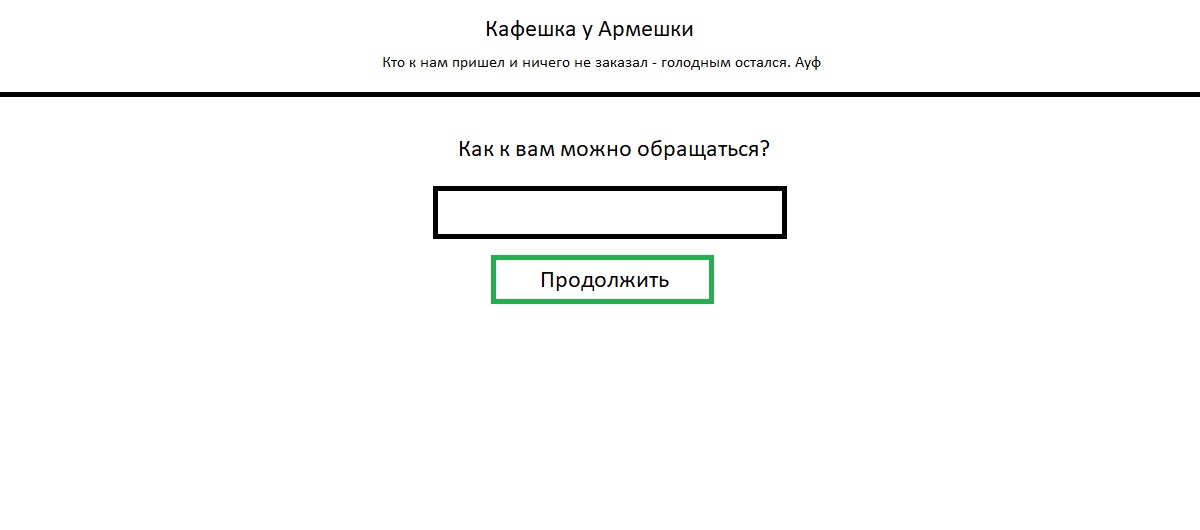 Кафешка у Армешки
Кто к нам пришел и ничего не заказал - голодным остался. Ауф
Как к вам можно обращаться?
Продолжить